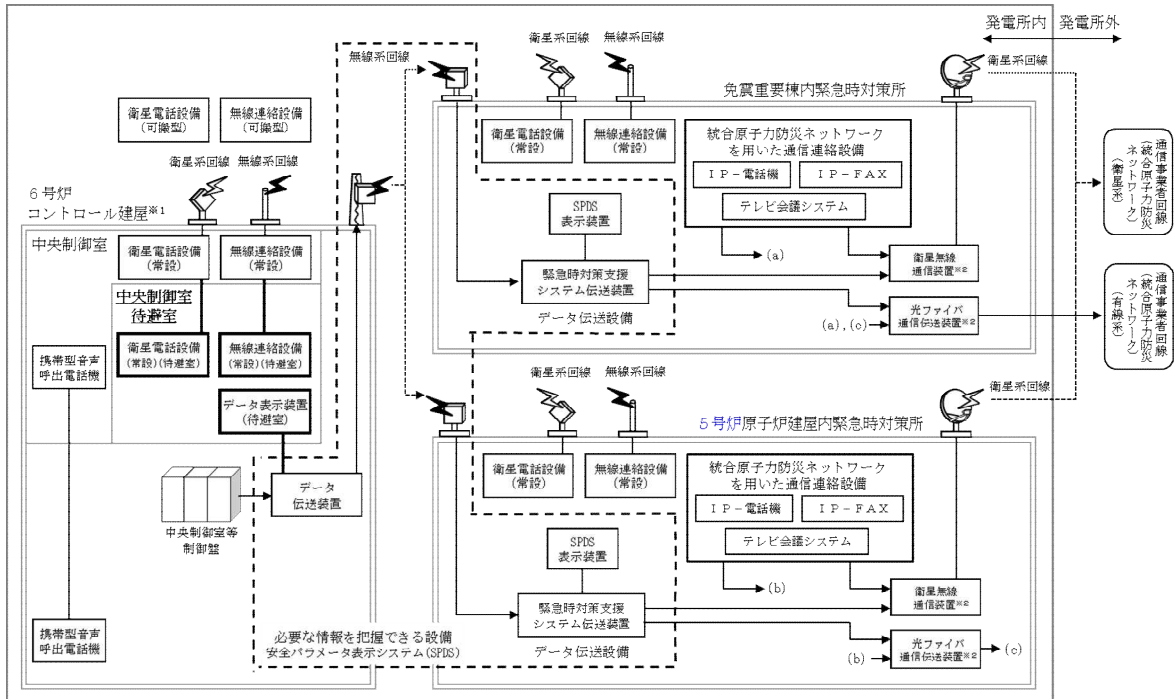 発電所内
発電所外
無線系回線
衛星系回線
無線系回線
衛星系回線
免震重要棟内緊急時対策所
衛星電話設備
(可搬型)
無線連絡設備
(可搬型)
衛星系回線
無線系回線
6号炉
コントロール建屋※1
中央制御室
衛星電話設備
(常設)
無線連絡設備
(常設)
中央制御室
待避室
衛星電話設備
(常設)(待避室)
無線連絡設備
(常設)(待避室)
データ表示装置
(待避室)
携帯型音声
呼出電話機
中央制御室等
制御盤
データ
伝送装置
携帯型音声
呼出電話機
必要な情報を把握できる設備
安全パラメータ表示システム(SPDS)
衛星電話設備
(常設)
無線連絡設備
(常設)
統合原子力防災ネットワーク
を用いた通信連絡設備
IP-電話機
IP-FAX
テレビ会議システム
SPDS
表示装置
(a)
緊急時対策支援
システム伝送装置
データ伝送設備
衛星無線
通信装置※2
(a),(c)
光ファイバ
通信伝送装置※2
通信事業者回線
(統合原子力防災
ネットワーク)
(衛星系)
通信事業者回線
(統合原子力防災
ネットワーク)
(有線系)
衛星系回線
無線系回線
衛星系回線
5号炉原子炉建屋内緊急時対策所
衛星電話設備
(常設)
無線連絡設備
(常設)
統合原子力防災ネットワーク
を用いた通信連絡設備
IP-電話機
IP-FAX
テレビ会議システム
SPDS
表示装置
(b)
緊急時対策支援
システム伝送装置
データ伝送設備
衛星無線
通信装置※2
(b)
光ファイバ
通信伝送装置※2
(c)